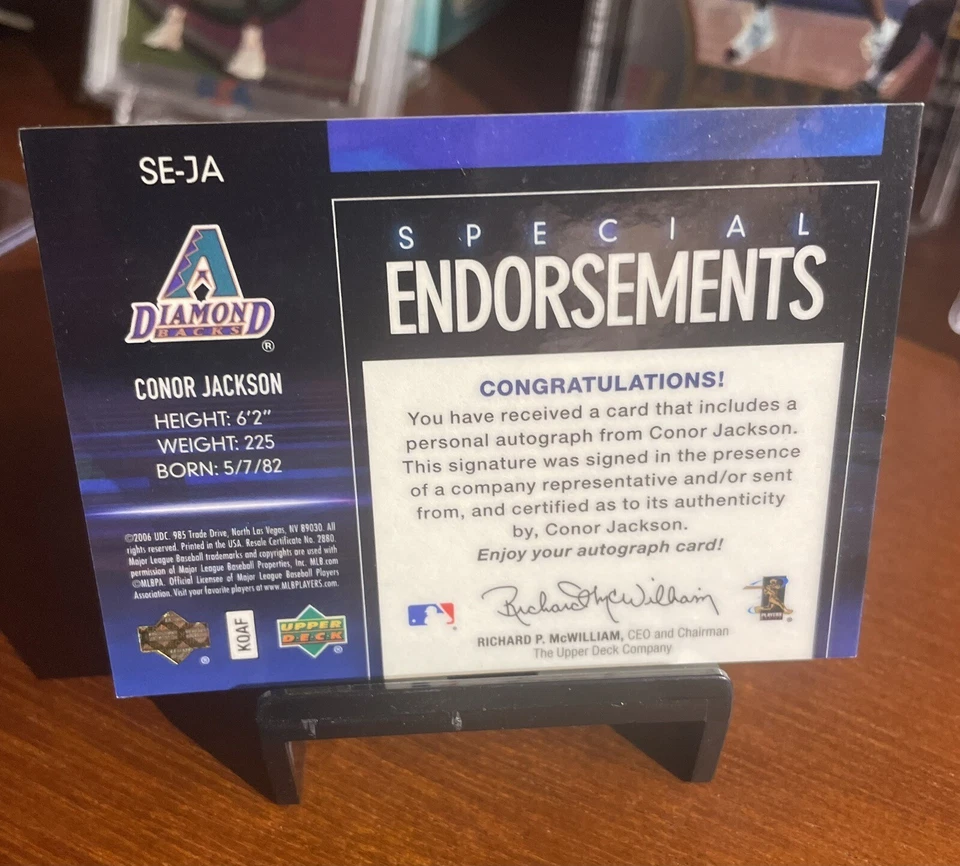 SE-JA
A
DIAMOND
BACKS
®
CONOR JACKSON
HEIGHT: 6'2"
WEIGHT: 225
BORN: 5/7/82
©2006 UDC. 985 Trade Drive, North Las Vegas, NV 89030. All
rights reserved. Printed in the USA. Resale Certificate No. 2880.
Major League Baseball trademarks and copyrights are used with
permission of Major League Baseball Properties, Inc. MLB.com
©MLBPA. Official Licensee of Major League Baseball Players
Association. Visit your favorite players at www.MLBPLAYERS.com.
KQAF
UPPER
DECK
®
SPECIAL
ENDORSEMENTS
CONGRATULATIONS!
You have received a card that includes a
personal autograph from Conor Jackson.
This signature was signed in the presence
of a company representative and/or sent
from, and certified as to its authenticity
by, Conor Jackson.
Enjoy your autograph card!
Richard P. McWilliam
RICHARD P. McWILLIAM, CEO and Chairman
The Upper Deck Company
PLAYERS